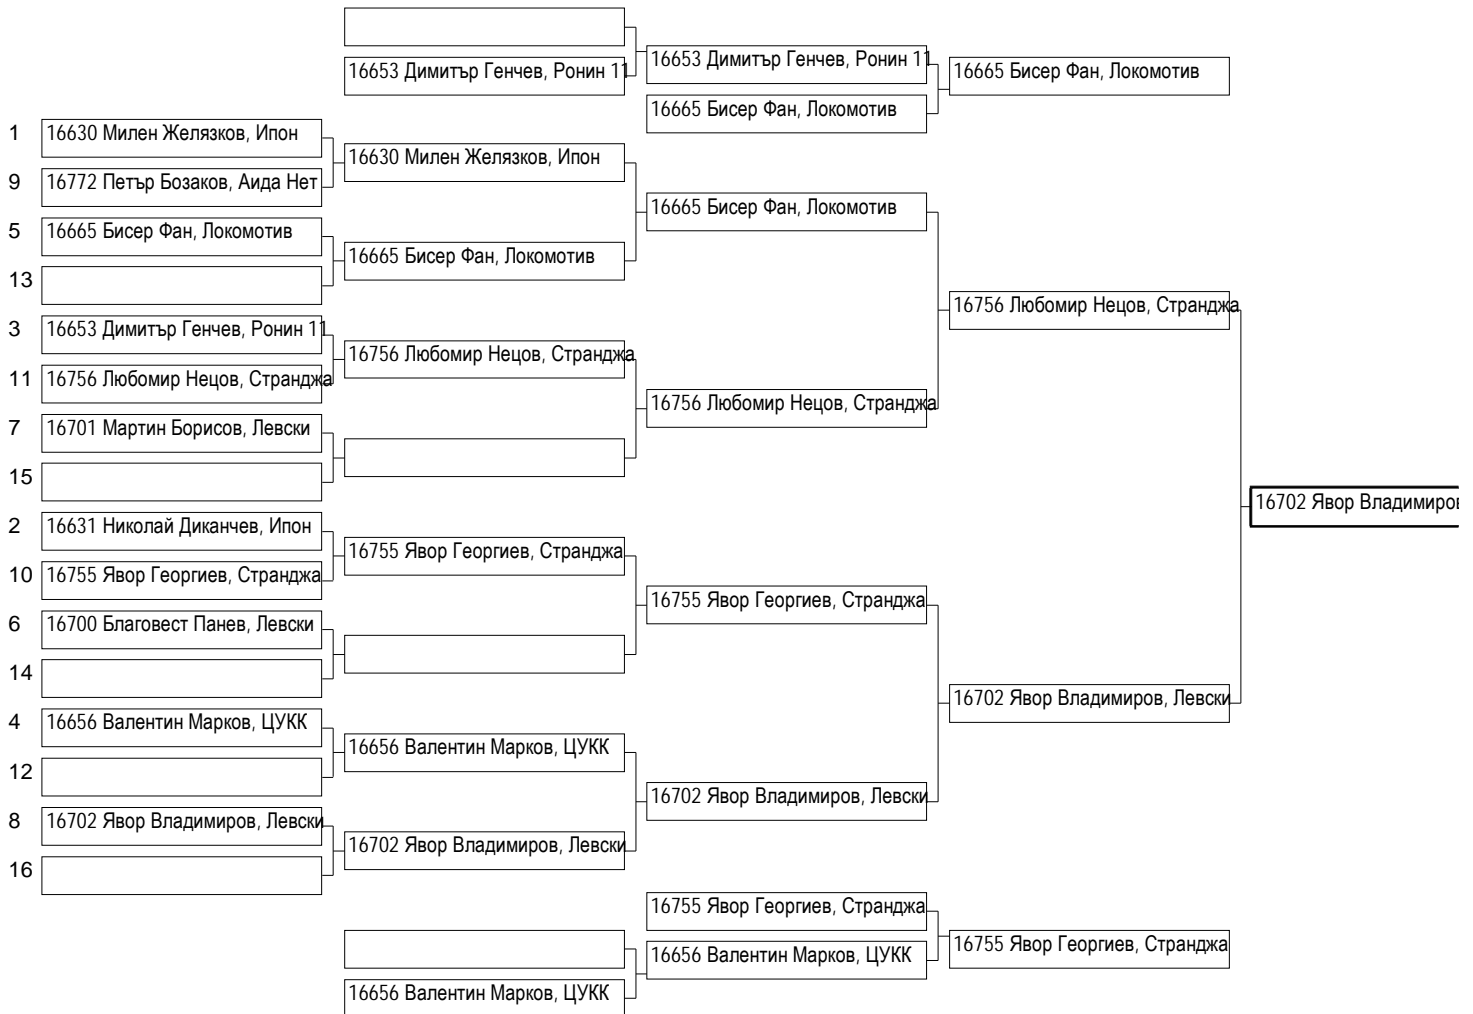 16653 Димитър Генчев, Ронин 11
16653 Димитър Генчев, Ронин 11
16665 Бисер Фан, Локомотив
16665 Бисер Фан, Локомотив
1 16630 Милен Желязков, Ипон
9 16772 Петър Бозаков, Аида Нет
16630 Милен Желязков, Ипон
5 16665 Бисер Фан, Локомотив
13
16665 Бисер Фан, Локомотив
16665 Бисер Фан, Локомотив
3 16653 Димитър Генчев, Ронин 11
11 16756 Любомир Нецов, Странджа
16756 Любомир Нецов, Странджа
7 16701 Мартин Борисов, Левски
15
16756 Любомир Нецов, Странджа
16756 Любомир Нецов, Странджа
2 16631 Николай Диканчев, Ипон
10 16755 Явор Георгиев, Странджа
16755 Явор Георгиев, Странджа
6 16700 Благовест Панев, Левски
14
16755 Явор Георгиев, Странджа
4 16656 Валентин Марков, ЦУКК
12
16656 Валентин Марков, ЦУКК
8 16702 Явор Владимиров, Левски
16
16702 Явор Владимиров, Левски
16702 Явор Владимиров, Левски
16702 Явор Владимиров, Левски
16702 Явор Владимиров
16755 Явор Георгиев, Странджа
16656 Валентин Марков, ЦУКК
16656 Валентин Марков, ЦУКК
16755 Явор Георгиев, Странджа